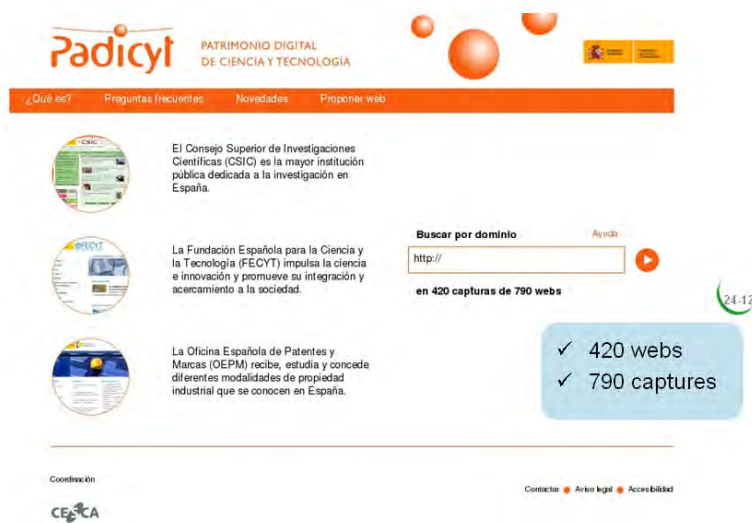 Padicyt
PATRIMONIO DIGITAL
DE CIENCIA Y TECNOLOGÍA
¿Qué es? Preguntas frecuentes Novedades Proponer web
CSIC
El Consejo Superior de Investigaciones
Científicas (CSIC) es la mayor institución
pública dedicada a la investigación en
España.
FECYT
La Fundación Española para la Ciencia y
la Tecnología (FECYT) impulsa la ciencia
e innovación y promueve su integración y
acercamiento a la sociedad.
Buscar por dominio Ayuda
http://
en 420 capturas de 790 webs
24-12
La Oficina Española de Patentes y
Marcas (OEPM) recibe, estudia y concede
diferentes modalidades de propiedad
industrial que se conocen en España.
✓ 420 webs
✓ 790 captures
Coordinación
CESCA
Contactar Aviso legal Accesibilidad